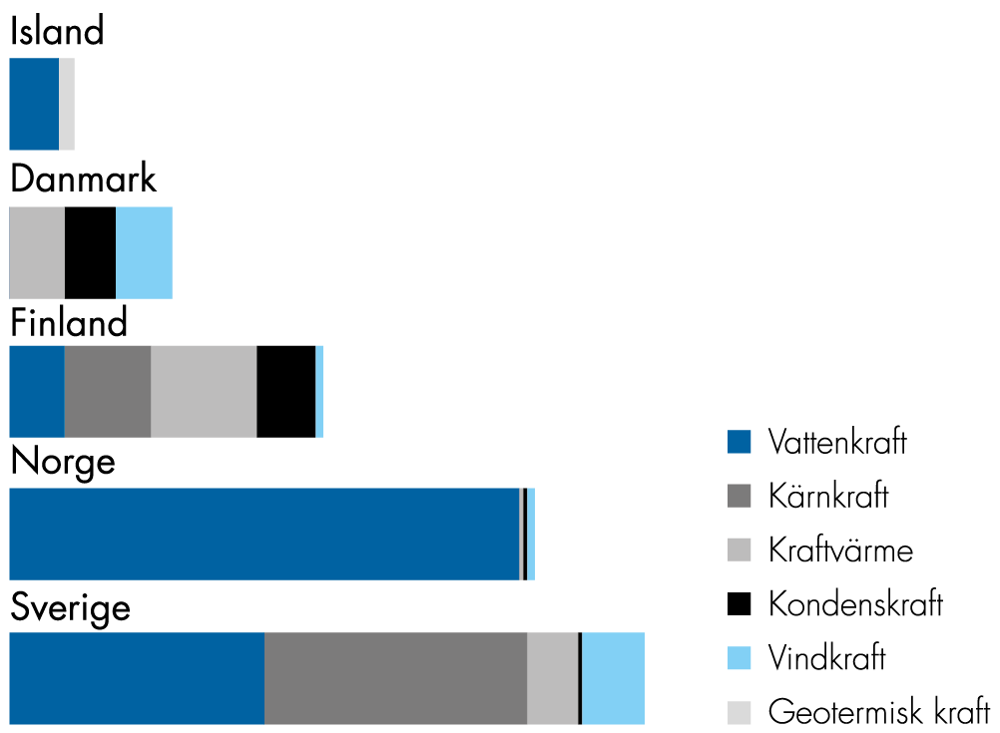 Island
Danmark
Finland
Norge
Sverige
Vattenkraft
Kärnkraft
Kraftvärme
Kondenskraft
Vindkraft
Geotermisk kraft